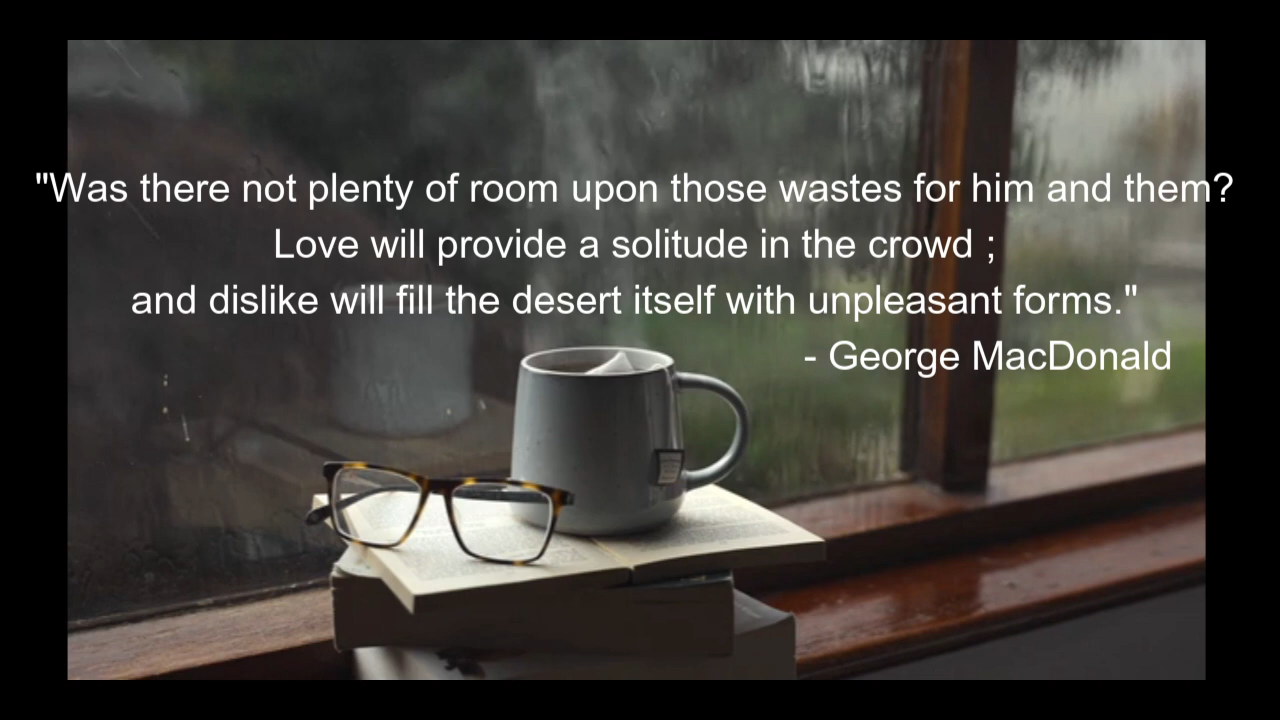 "Was there not plenty of room upon those wastes for him and them?
Love will provide a solitude in the crowd ;
and dislike will fill the desert itself with unpleasant forms."
- George MacDonald